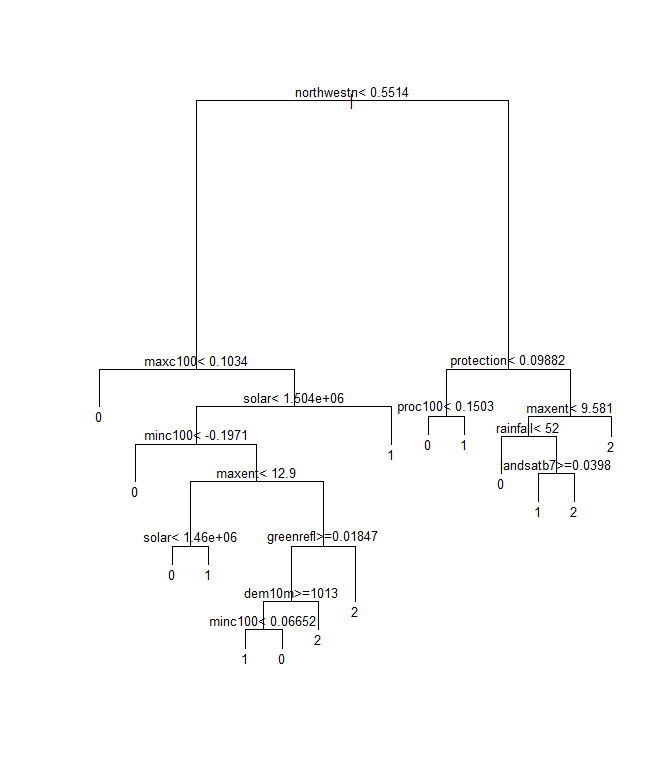 northwestn< 0.5514
maxc100< 0.1034
protection< 0.09882
0
solar< 1.504e+06
proc100< 0.1503
maxent< 9.581
minc100< -0.1971
1
0
1
rainfall< 52
2
0
maxent< 12.9
0
landsatb7>=0.0398
1
2
solar< 1.46e+06
greenrefl>=0.01847
0
1
dem10m>=1013
2
minc100< 0.06652
2
1
0